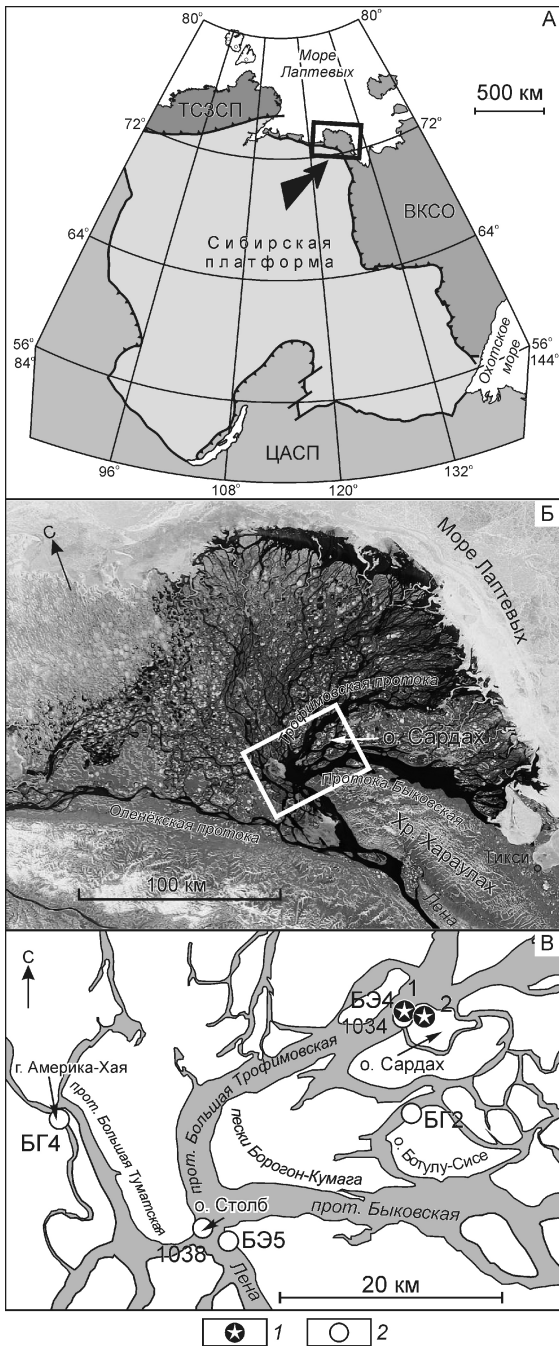 80°
80°
А
Море
Лаптевых
500 км
ТСЗСП
72°
72°
ВКСО
64°
64°
Сибирская
платформа
56°
84°
56°
144°
Охотское
море
ЦАСП
96°
108°
120°
132°
Б
С
Море Лаптевых
Трофимовская протока
о. Сардах
Протока Быковская
Оленёкская протока
Хр. Хараулах
Тикси
100 км
Лена
В
С
БЭ4
1
2
1034
о. Сардах
г. Америка-Хая
БГ4
прот. Большая Туматская
прот. Большая Трофимовская
пески Борогон-Кумага
БГ2
о. Ботулу-Сисе
о. Столб
прот. Быковская
1038
БЭ5
Лена
20 км
1
2